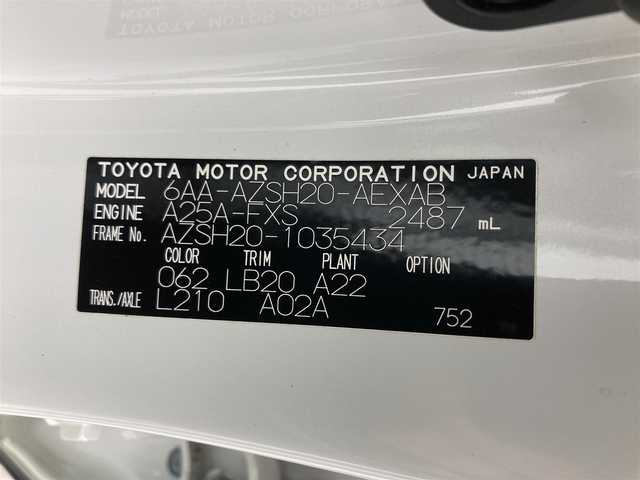 TOYOTA MOTOR CORPORATION JAPAN
MODEL 6AA-AZSH20-AEXAB
ENGINE A25A-FXS 2487 mL
FRAME No. AZSH20-1035434
COLOR TRIM PLANT OPTION
062 LB20 A22
TRANS./AXLE L210 A02A 752